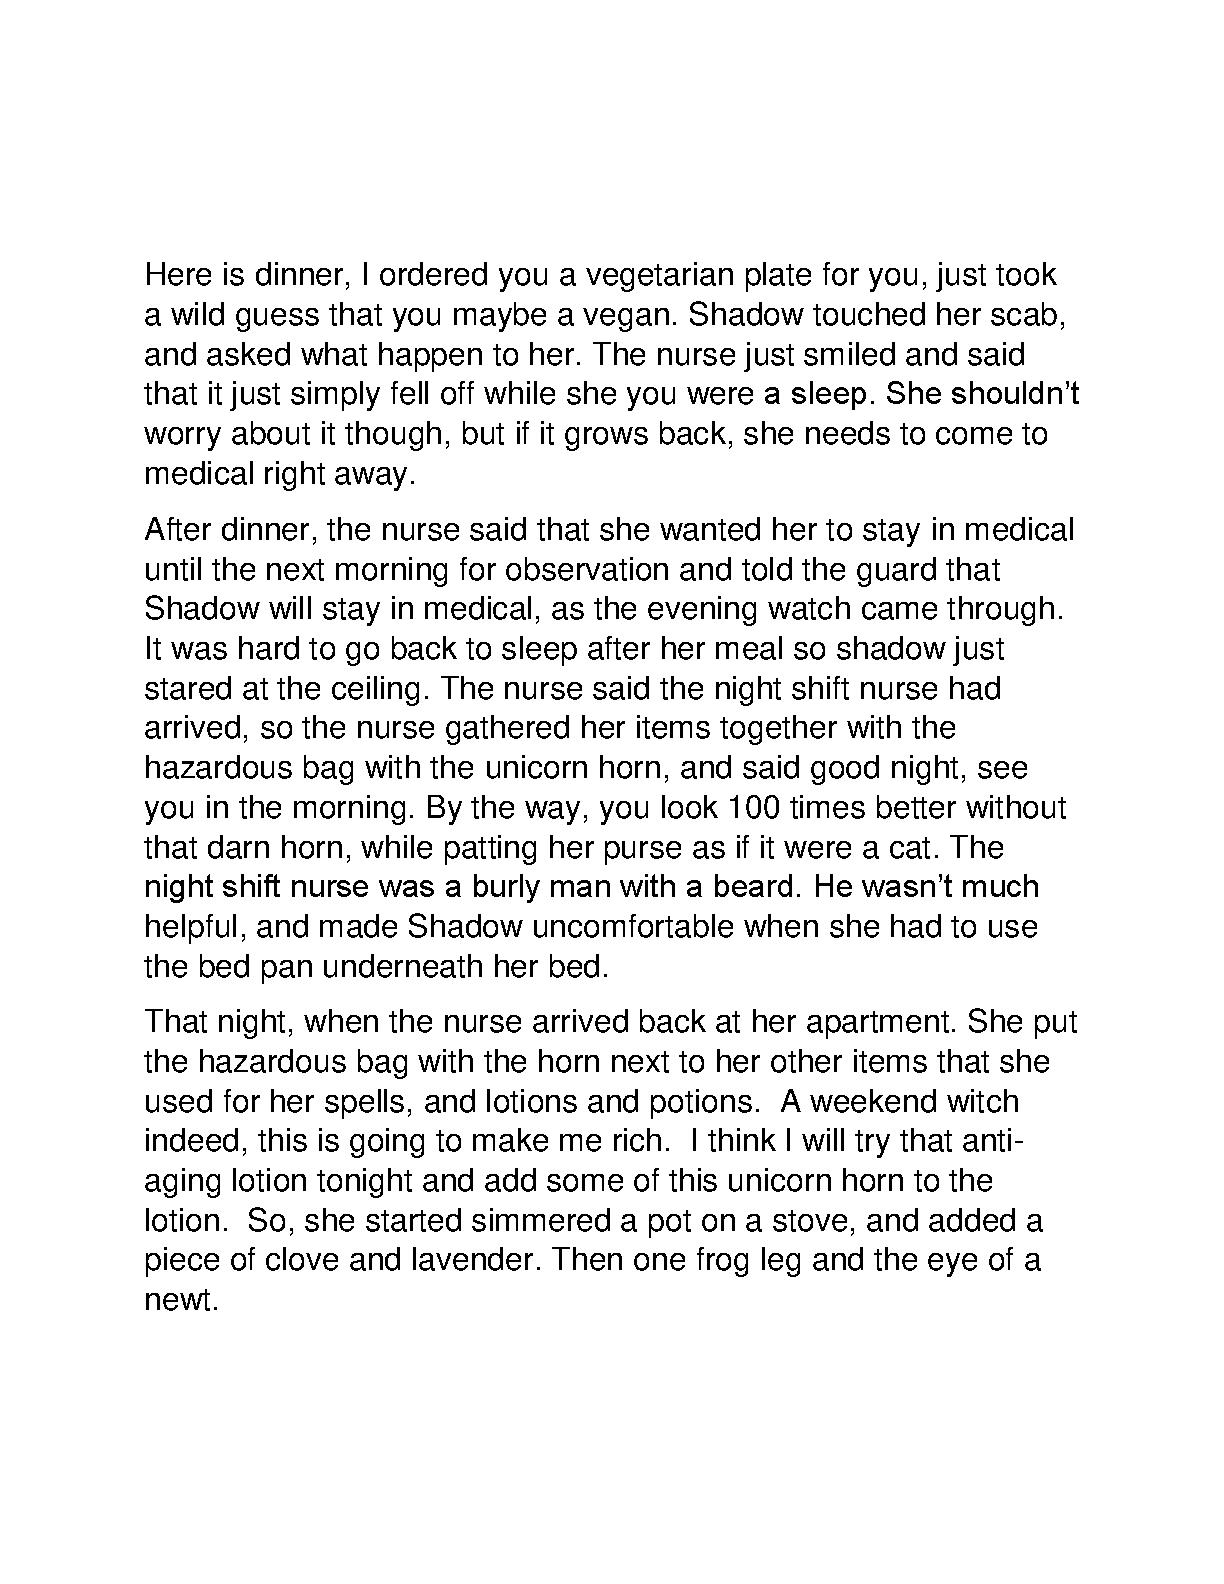 Here is dinner, I ordered you a vegetarian plate for you, just took
a wild guess that you maybe a vegan. Shadow touched her scab,
and asked what happen to her. The nurse just smiled and said
that it just simply fell off while she you were a sleep. She shouldn’t
worry about it though, but if it grows back, she needs to come to
medical right away.
After dinner, the nurse said that she wanted her to stay in medical
until the next morning for observation and told the guard that
Shadow will stay in medical, as the evening watch came through.
It was hard to go back to sleep after her meal so shadow just
stared at the ceiling. The nurse said the night shift nurse had
arrived, so the nurse gathered her items together with the
hazardous bag with the unicorn horn, and said good night, see
you in the morning. By the way, you look 100 times better without
that darn horn, while patting her purse as if it were a cat. The
night shift nurse was a burly man with a beard. He wasn’t much
helpful, and made Shadow uncomfortable when she had to use
the bed pan underneath her bed.
That night, when the nurse arrived back at her apartment. She put
the hazardous bag with the horn next to her other items that she
used for her spells, and lotions and potions.  A weekend witch
indeed, this is going to make me rich.  I think I will try that anti-
aging lotion tonight and add some of this unicorn horn to the
lotion.  So, she started simmered a pot on a stove, and added a
piece of clove and lavender. Then one frog leg and the eye of a
newt.